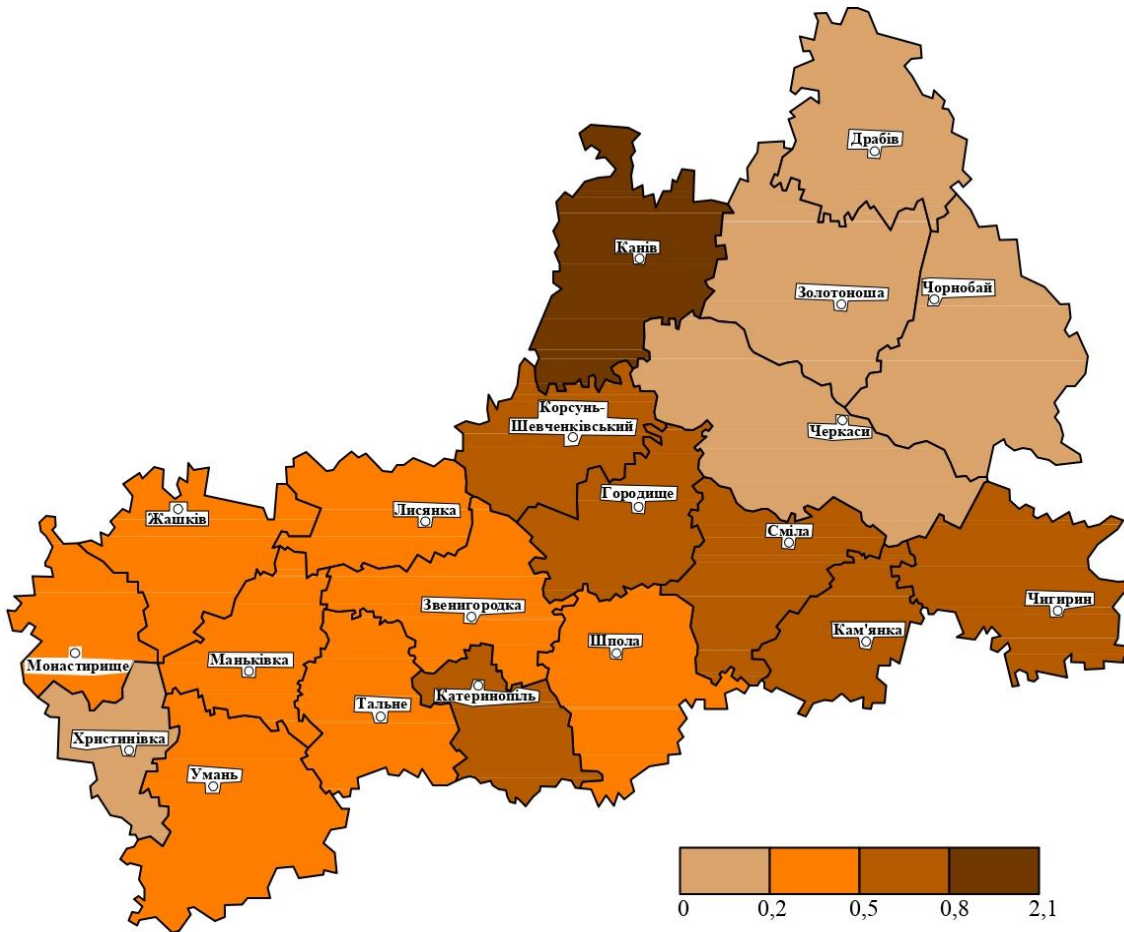 Драбів
Канів
Золотоноша
Чорнобай
Корсунь-
Шевченківський
Черкаси
Городище
Лисянка
Жашків
Сміла
Звенигородка
Чигирин
Кам'янка
Шпола
Маньківка
Монастирище
Катеринопіль
Тальне
Христинівка
Умань
0 0,2 0,5 0,8 2,1